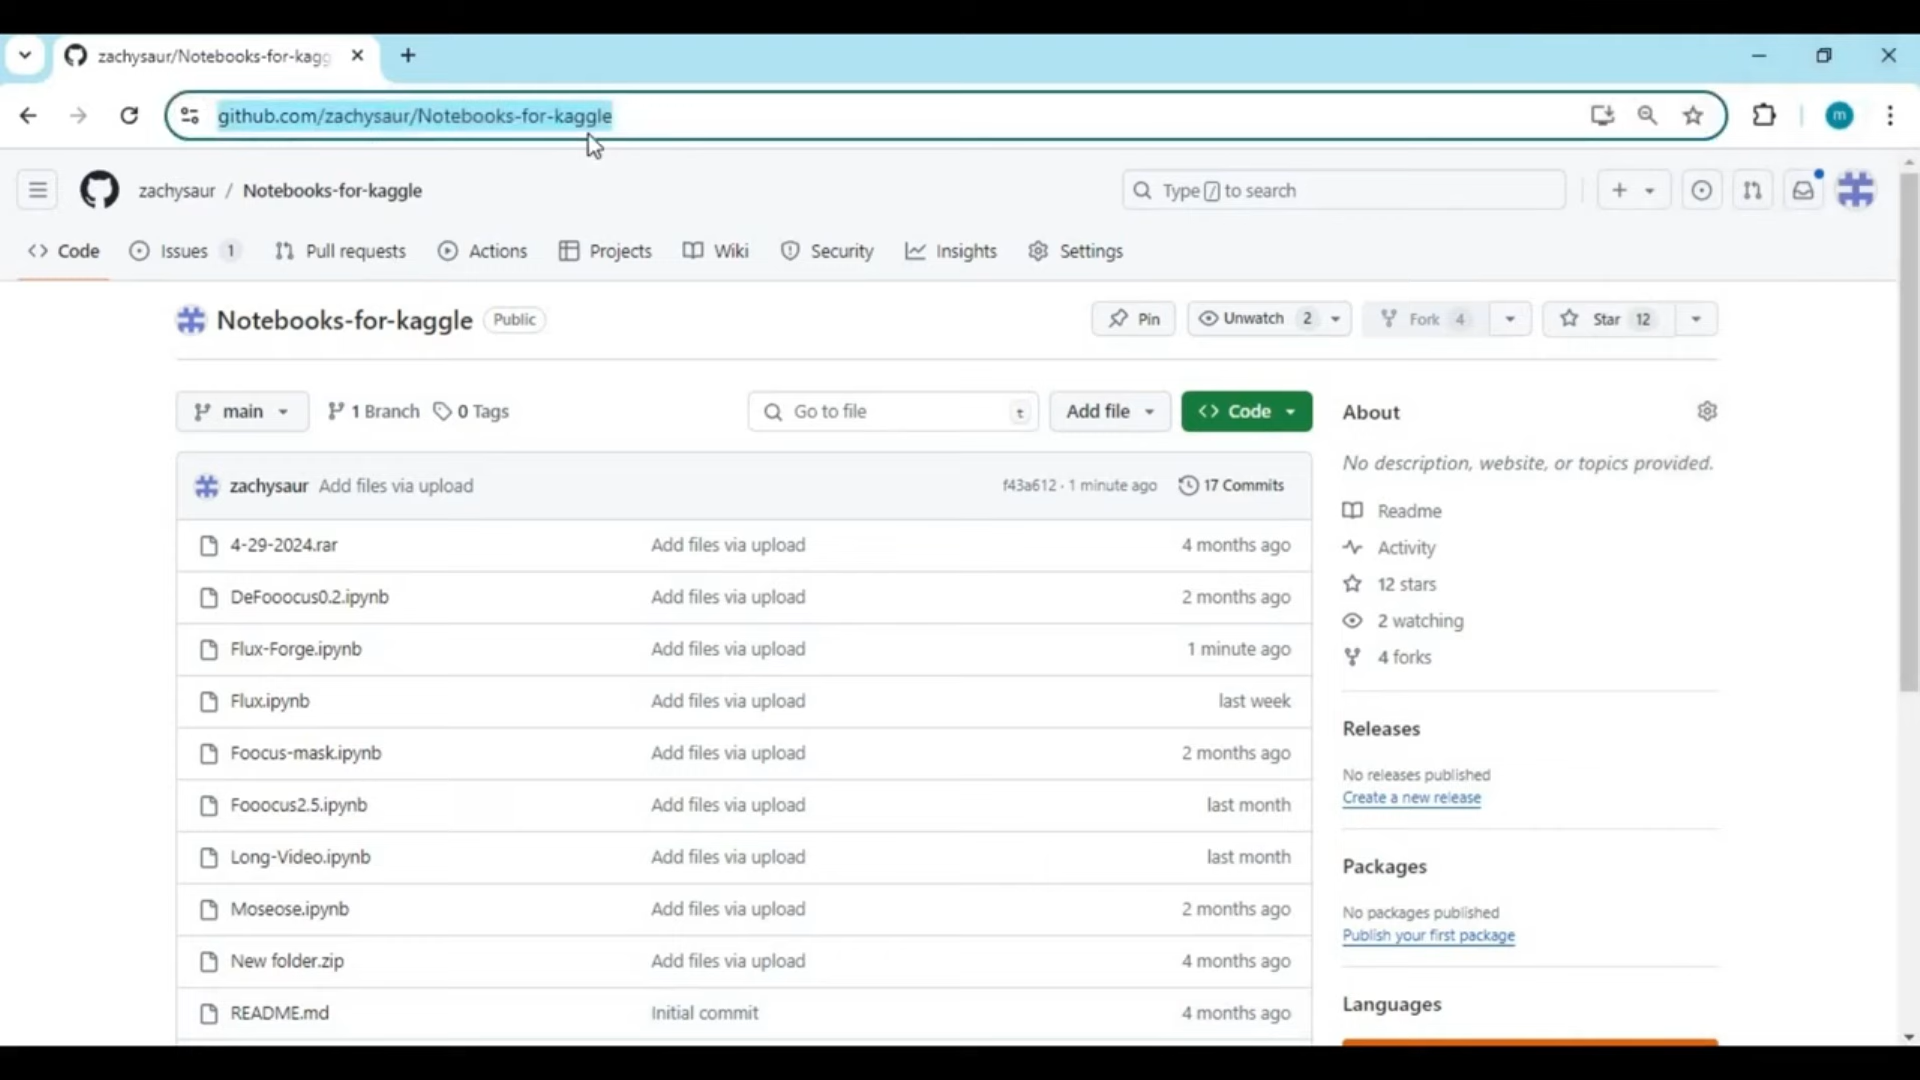 zachysaur/Notebooks-for-kagg
github.com/zachysaur/Notebooks-for-kaggle
m
zachysaur / Notebooks-for-kaggle
Type / to search
Code
Issues 1
Pull requests
Actions
Projects
Wiki
Security
Insights
Settings
Notebooks-for-kaggle Public
Pin
Unwatch 2
Fork 4
Star 12
main
1 Branch
0 Tags
Go to file t
Add file
Code
zachysaur Add files via upload f43a612 · 1 minute ago 17 Commits
4-29-2024.rar Add files via upload 4 months ago
DeFooocus0.2.ipynb Add files via upload 2 months ago
Flux-Forge.ipynb Add files via upload 1 minute ago
Flux.ipynb Add files via upload last week
Foocus-mask.ipynb Add files via upload 2 months ago
Fooocus2.5.ipynb Add files via upload last month
Long-Video.ipynb Add files via upload last month
Moseose.ipynb Add files via upload 2 months ago
New folder.zip Add files via upload 4 months ago
README.md Initial commit 4 months ago
About
No description, website, or topics provided.
Readme
Activity
12 stars
2 watching
4 forks
Releases
No releases published
Create a new release
Packages
No packages published
Publish your first package
Languages